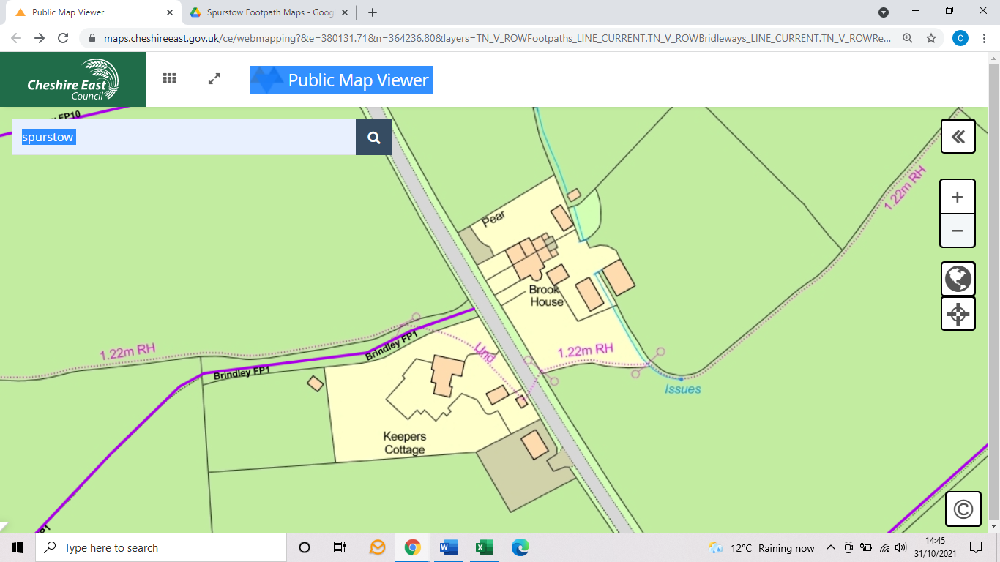 Public Map Viewer
Spurstow Footpath Maps - Goog
maps.cheshireeast.gov.uk/ce/webmapping?&e=380131.71&n=364236.80&layers=TN_V_ROWFootpaths_LINE_CURRENT.TN_V_ROWBridleways_LINE_CURRENT.TN_V_ROWRe...
C
Cheshire East
Council
Public Map Viewer
FP10
spurstow
1.22m RH
Pear
Brook
House
1.22m RH
Brindley FP1
Und
1.22m RH
Brindley FP1
Issues
Keepers
Cottage
P1
©
Type here to search
12°C Raining now
14:45
31/10/2021